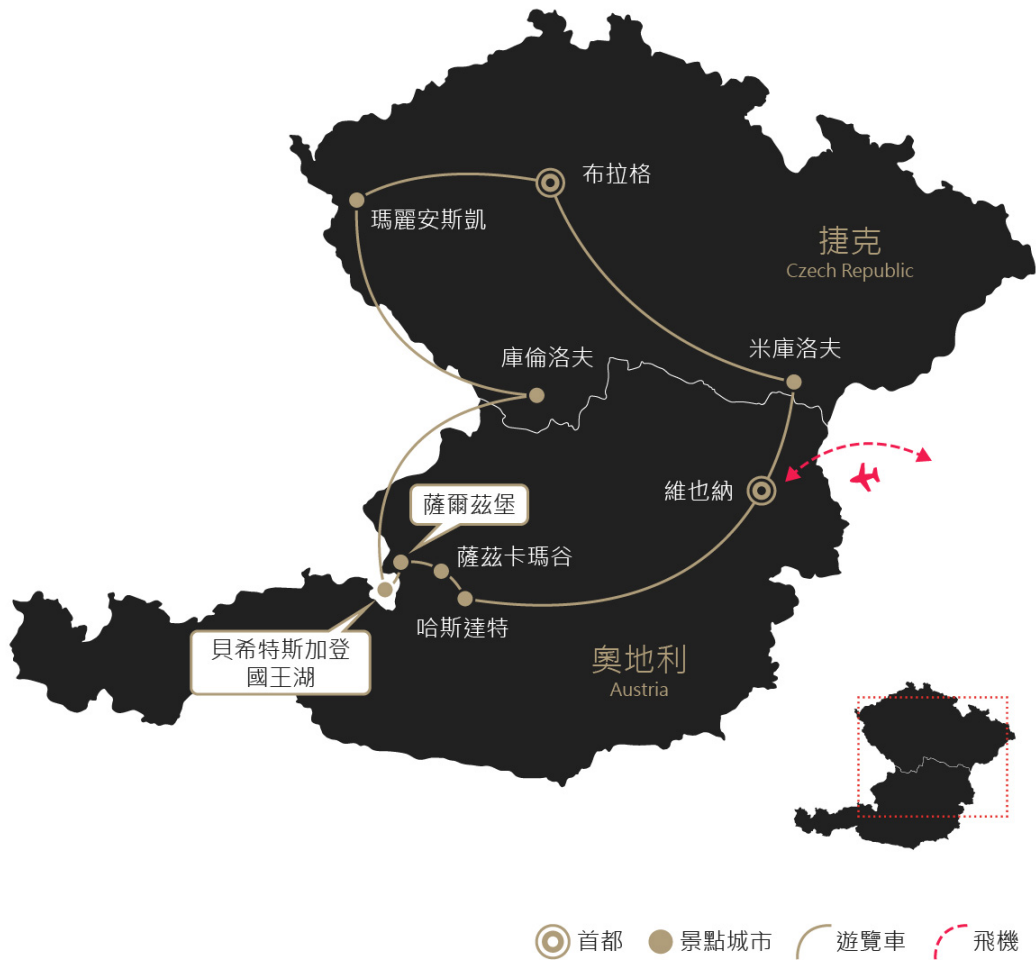 布拉格
瑪麗安斯凱
捷克
Czech Republic
庫倫洛夫
米庫洛夫
維也納
薩爾茲堡
薩茲卡瑪谷
哈斯達特
貝希特斯加登
國王湖
奧地利
Austria
首都
景點城市
遊覽車
飛機